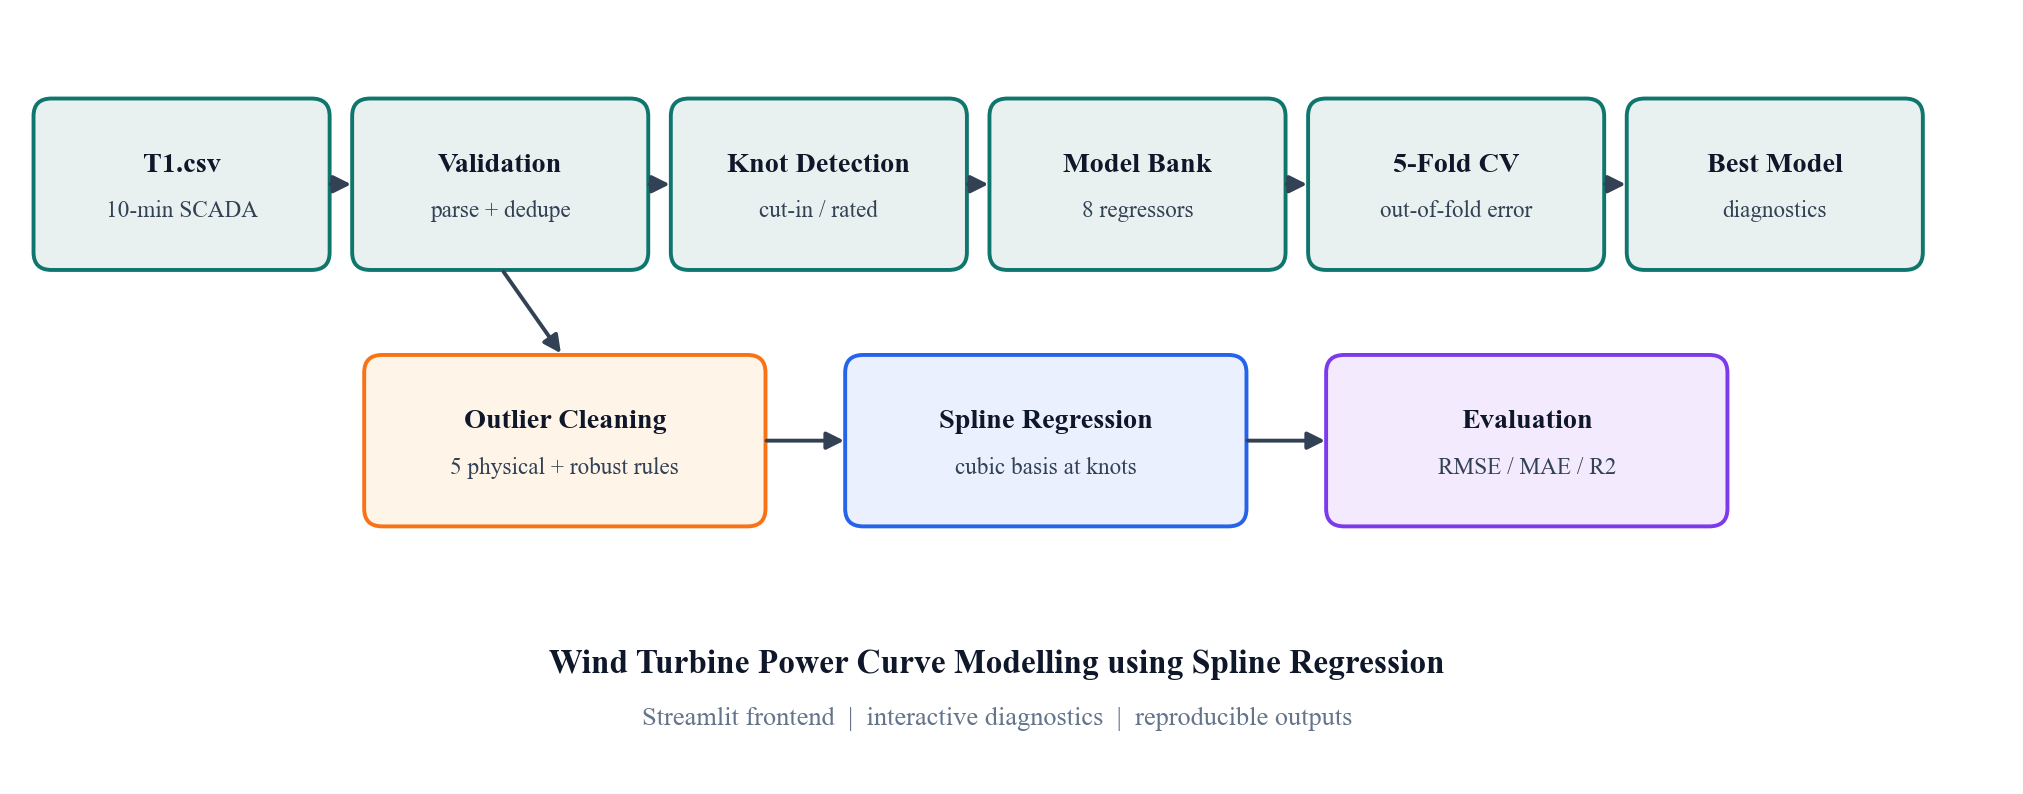 T1.csv
10-min SCADA
Validation
parse + dedupe
Knot Detection
cut-in / rated
Model Bank
8 regressors
5-Fold CV
out-of-fold error
Best Model
diagnostics
Outlier Cleaning
5 physical + robust rules
Spline Regression
cubic basis at knots
Evaluation
RMSE / MAE / R2
Wind Turbine Power Curve Modelling using Spline Regression
Streamlit frontend | interactive diagnostics | reproducible outputs